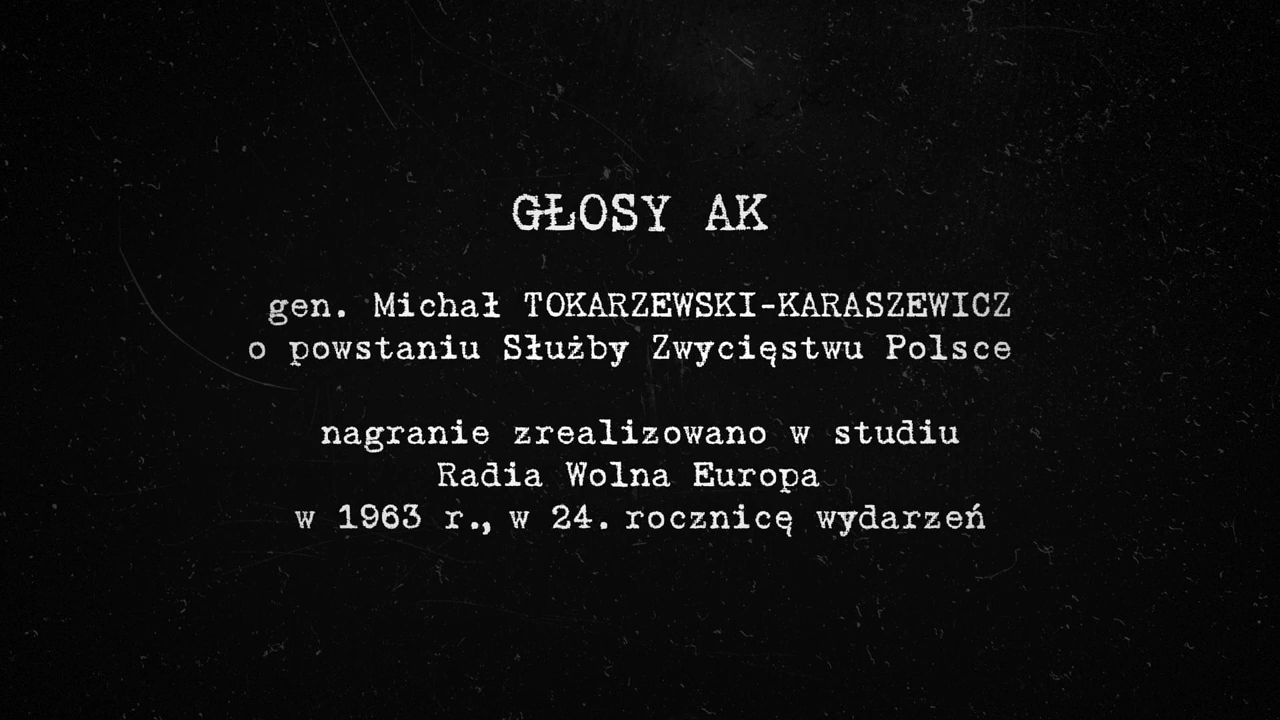 GŁOSY AK
gen. Michał TOKARZEWSKI-KARASZEWICZ
o powstaniu Służby Zwycięstwu Polsce
nagranie zrealizowano w studiu
Radia Wolna Europa
w 1963 r., w 24. rocznicę wydarzeń